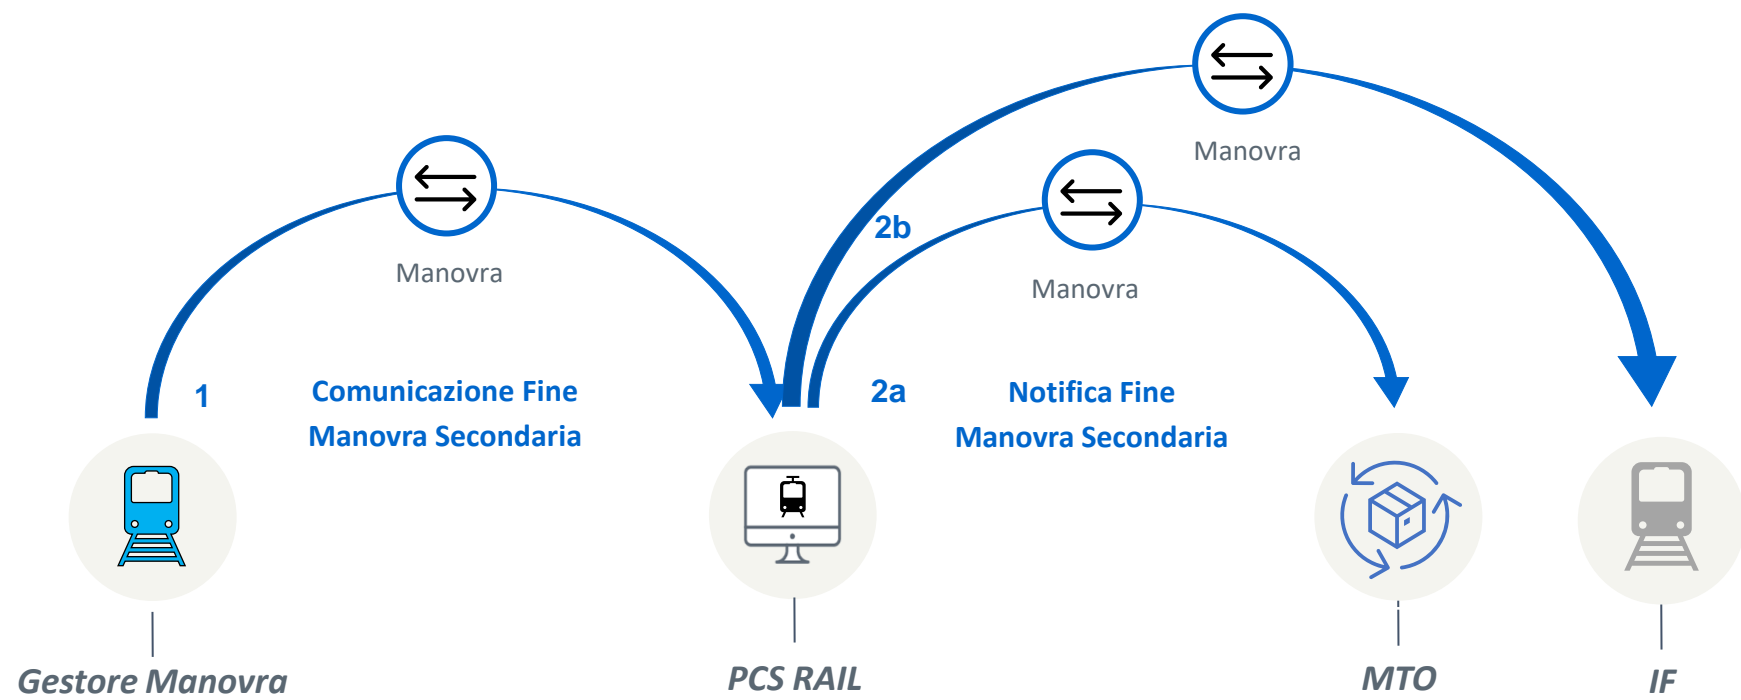 Manovra
Manovra
2b
Manovra
2a
1
Comunicazione Fine
Manovra Secondaria
Notifica Fine
Manovra Secondaria
Gestore Manovra
PCS RAIL
MTO
IF